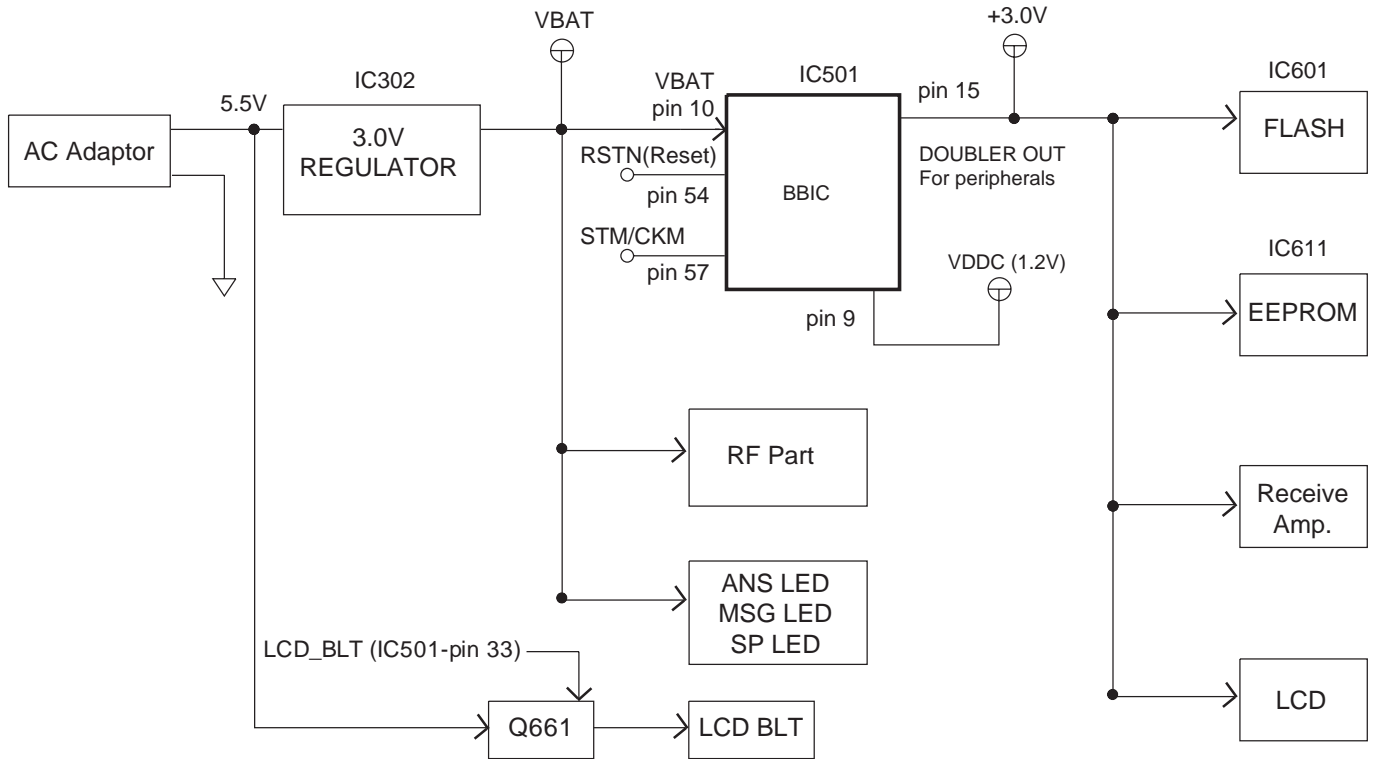 VBAT
+3.0V
IC302
VBAT
pin 10
IC501
pin 15
IC601
5.5V
AC Adaptor
3.0V
REGULATOR
FLASH
RSTN(Reset)
pin 54
BBIC
DOUBLER OUT
For peripherals
STM/CKM
pin 57
VDDC (1.2V)
IC611
pin 9
EEPROM
RF Part
Receive
Amp.
ANS LED
MSG LED
SP LED
LCD_BLT (IC501-pin 33)
Q661
LCD BLT
LCD